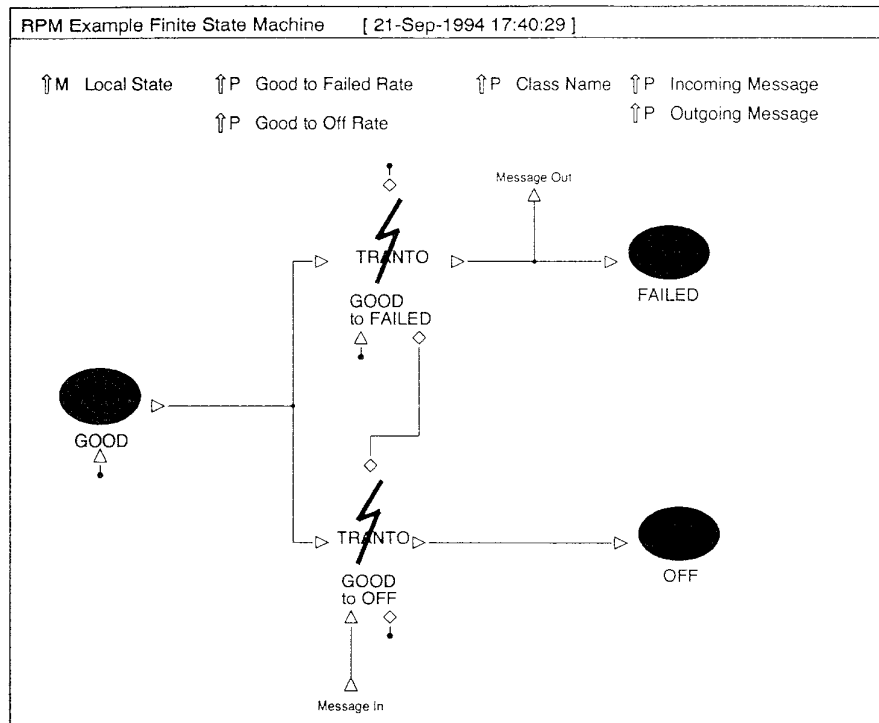 RPM Example Finite State Machine [ 21-Sep-1994 17:40:29 ]
⇑M Local State ⇑P Good to Failed Rate ⇑P Class Name ⇑P Incoming Message
⇑P Good to Off Rate ⇑P Outgoing Message
Message Out
TRANTO
FAILED
GOOD
to FAILED
GOOD
TRANTO
OFF
GOOD
to OFF
Message In